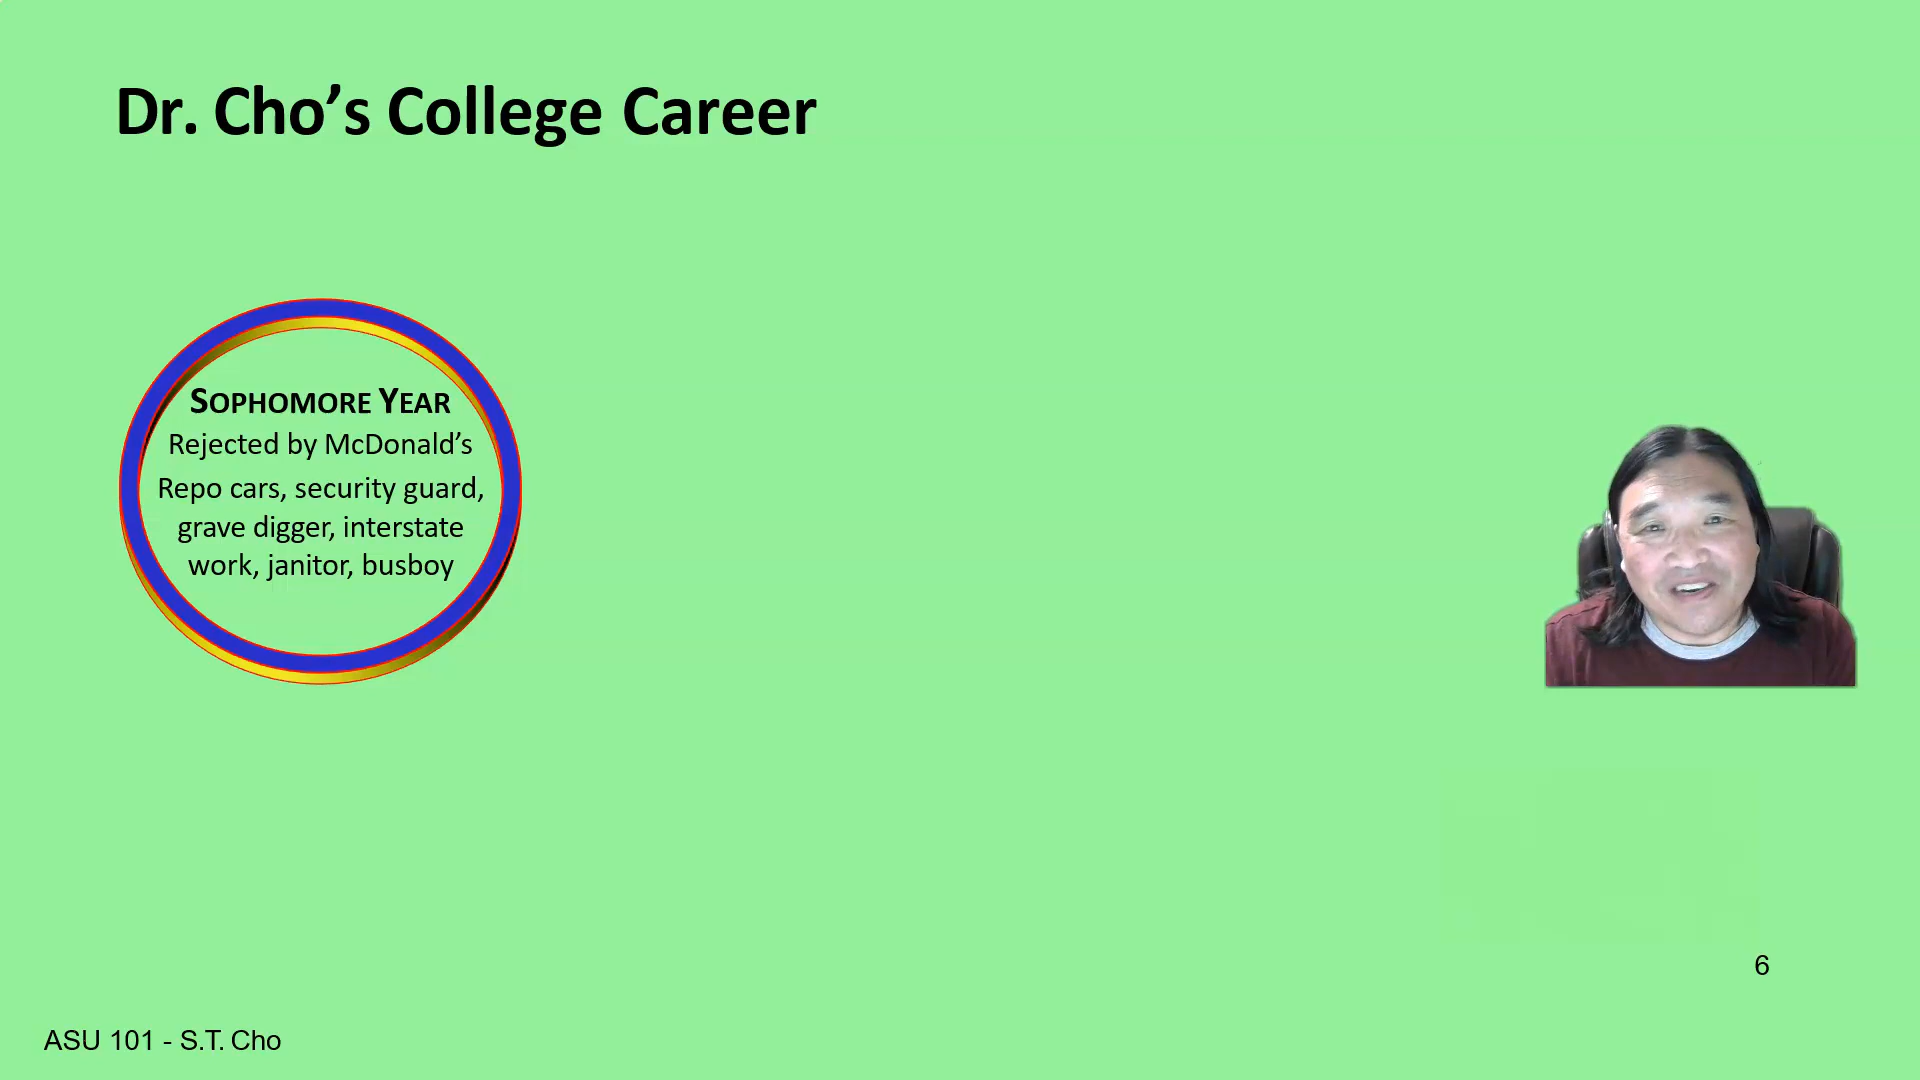 Dr. Cho’s College Career
SOPHOMORE YEAR
Rejected by McDonald’s
Repo cars, security guard,
grave digger, interstate
work, janitor, busboy
6
ASU 101 - S.T. Cho